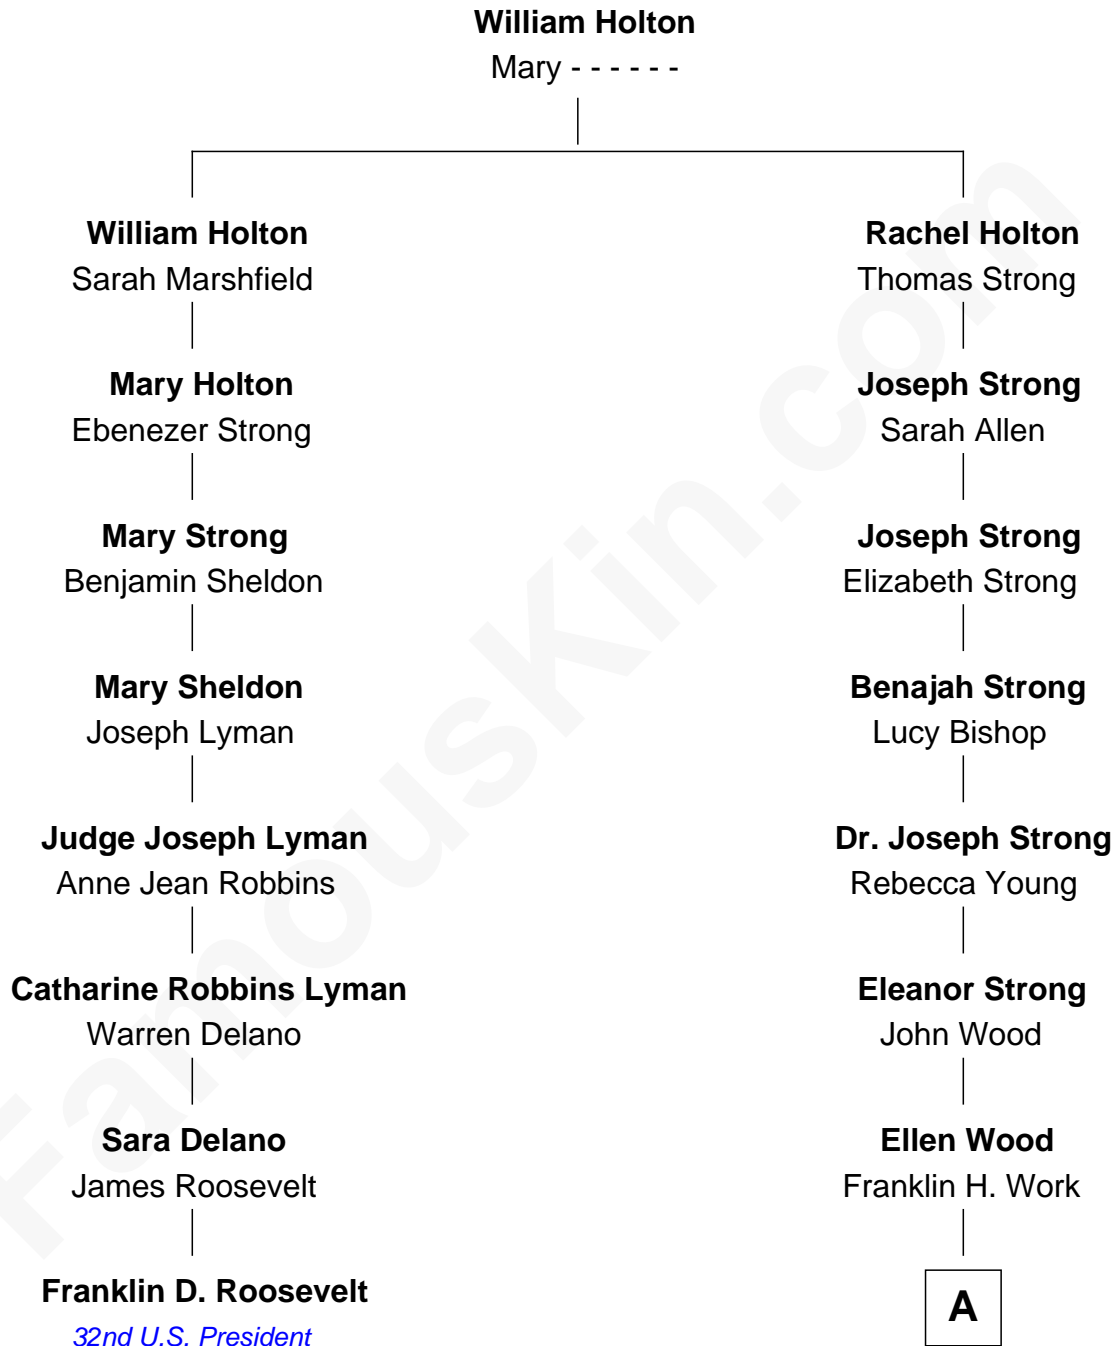 William Holton
Mary - - - - - -
William Holton
Sarah Marshfield
Rachel Holton
Thomas Strong
Mary Holton
Ebenezer Strong
Joseph Strong
Sarah Allen
Mary Strong
Benjamin Sheldon
Joseph Strong
Elizabeth Strong
Mary Sheldon
Joseph Lyman
Benajah Strong
Lucy Bishop
Judge Joseph Lyman
Anne Jean Robbins
Dr. Joseph Strong
Rebecca Young
Catharine Robbins Lyman
Warren Delano
Eleanor Strong
John Wood
Sara Delano
James Roosevelt
Ellen Wood
Franklin H. Work
Franklin D. Roosevelt
32nd U.S. President
A
FamousKin.com